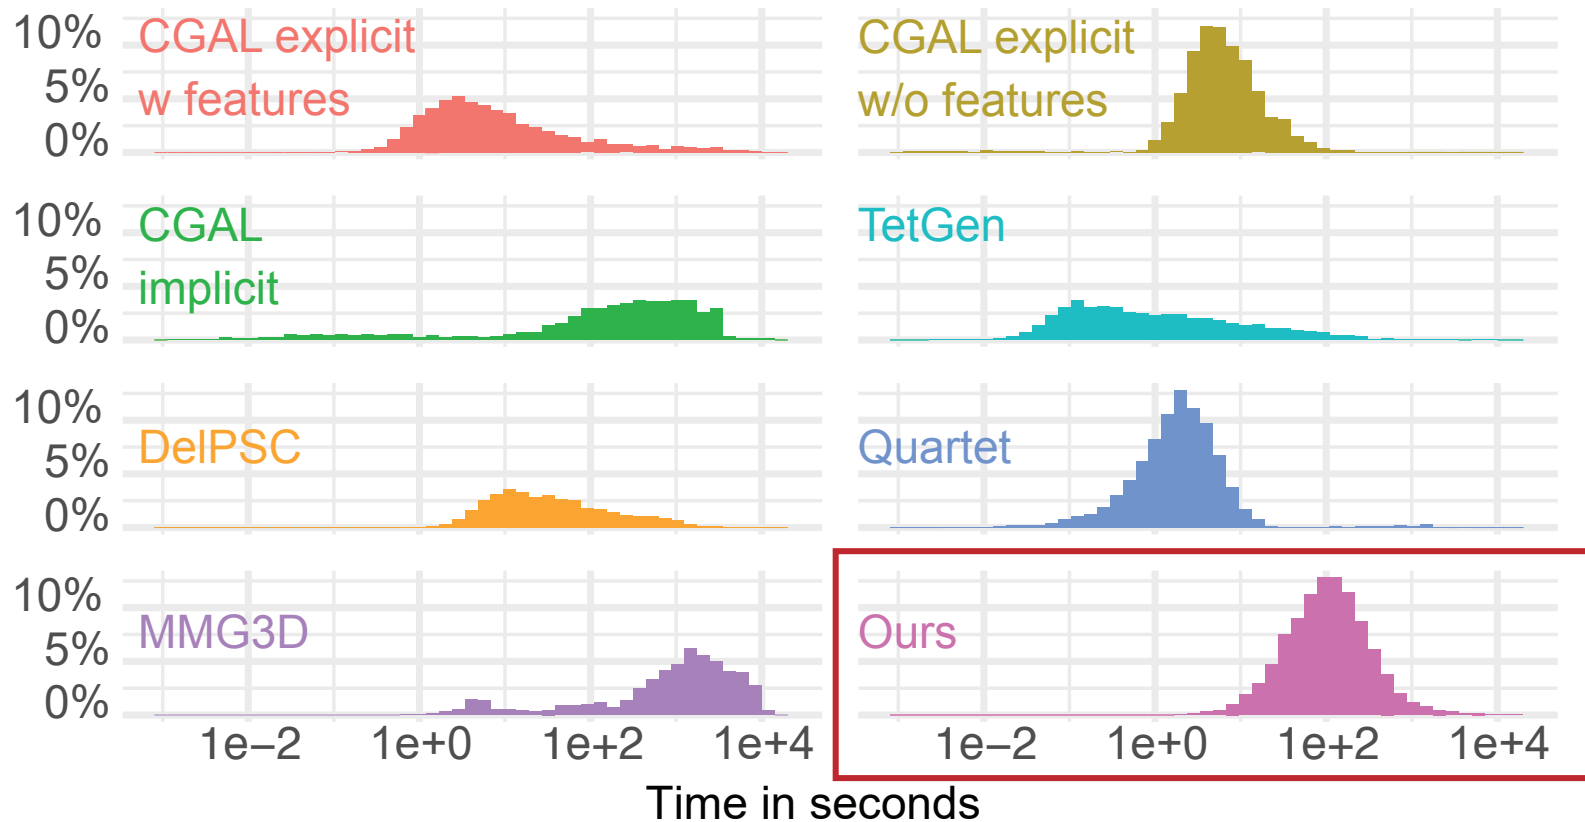 10%
5%
0%
CGAL explicit
w features
CGAL explicit
w/o features
10%
5%
0%
CGAL
implicit
TetGen
10%
5%
0%
DelPSC
Quartet
10%
5%
0%
MMG3D
Ours
1e−2 1e+0 1e+2 1e+4
1e−2 1e+0 1e+2 1e+4
Time in seconds